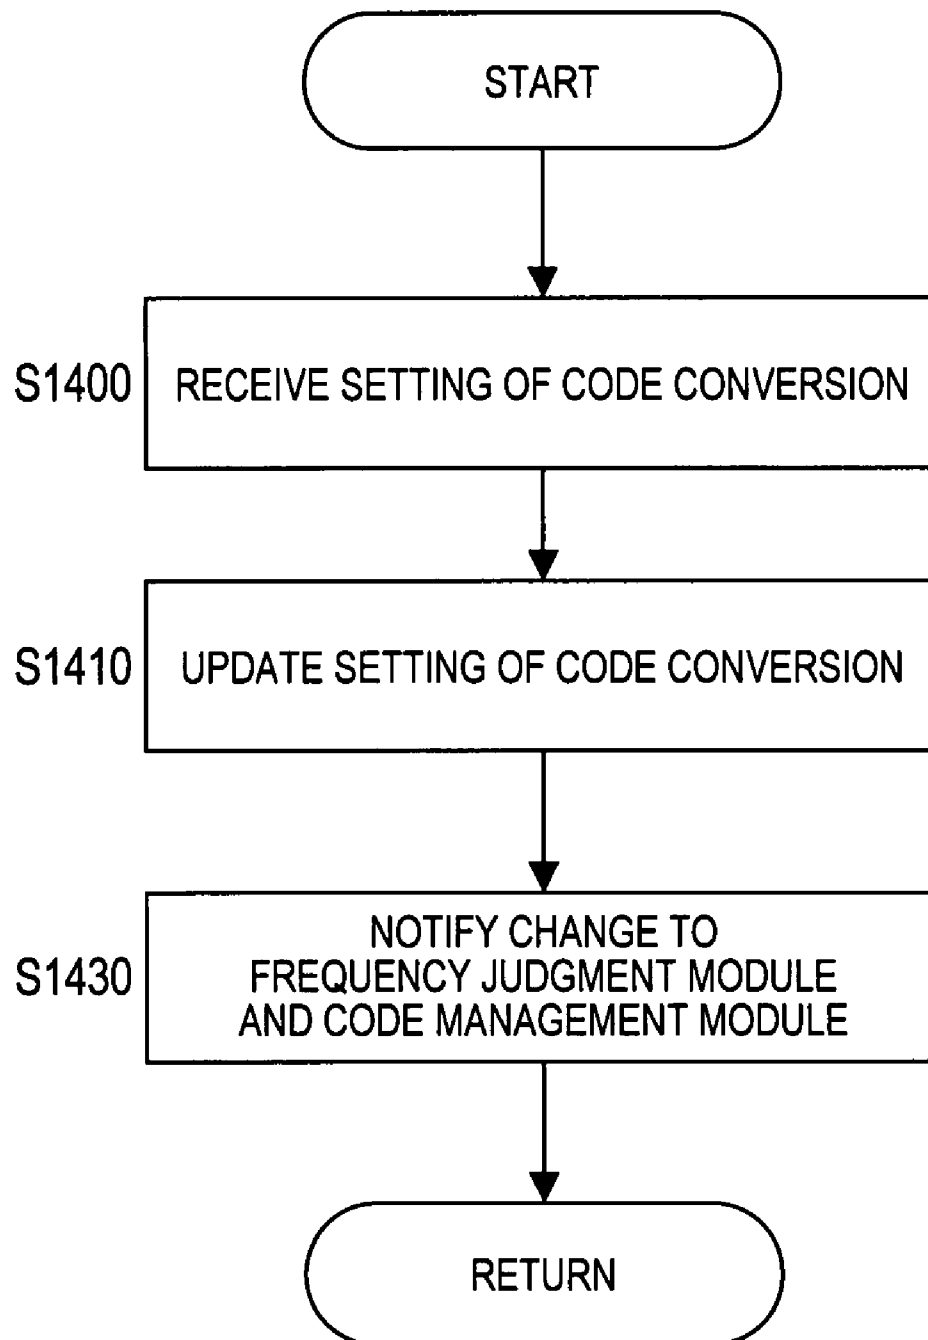 START
S1400
RECEIVE SETTING OF CODE CONVERSION
S1410
UPDATE SETTING OF CODE CONVERSION
S1430
NOTIFY CHANGE TO
FREQUENCY JUDGMENT MODULE
AND CODE MANAGEMENT MODULE
RETURN